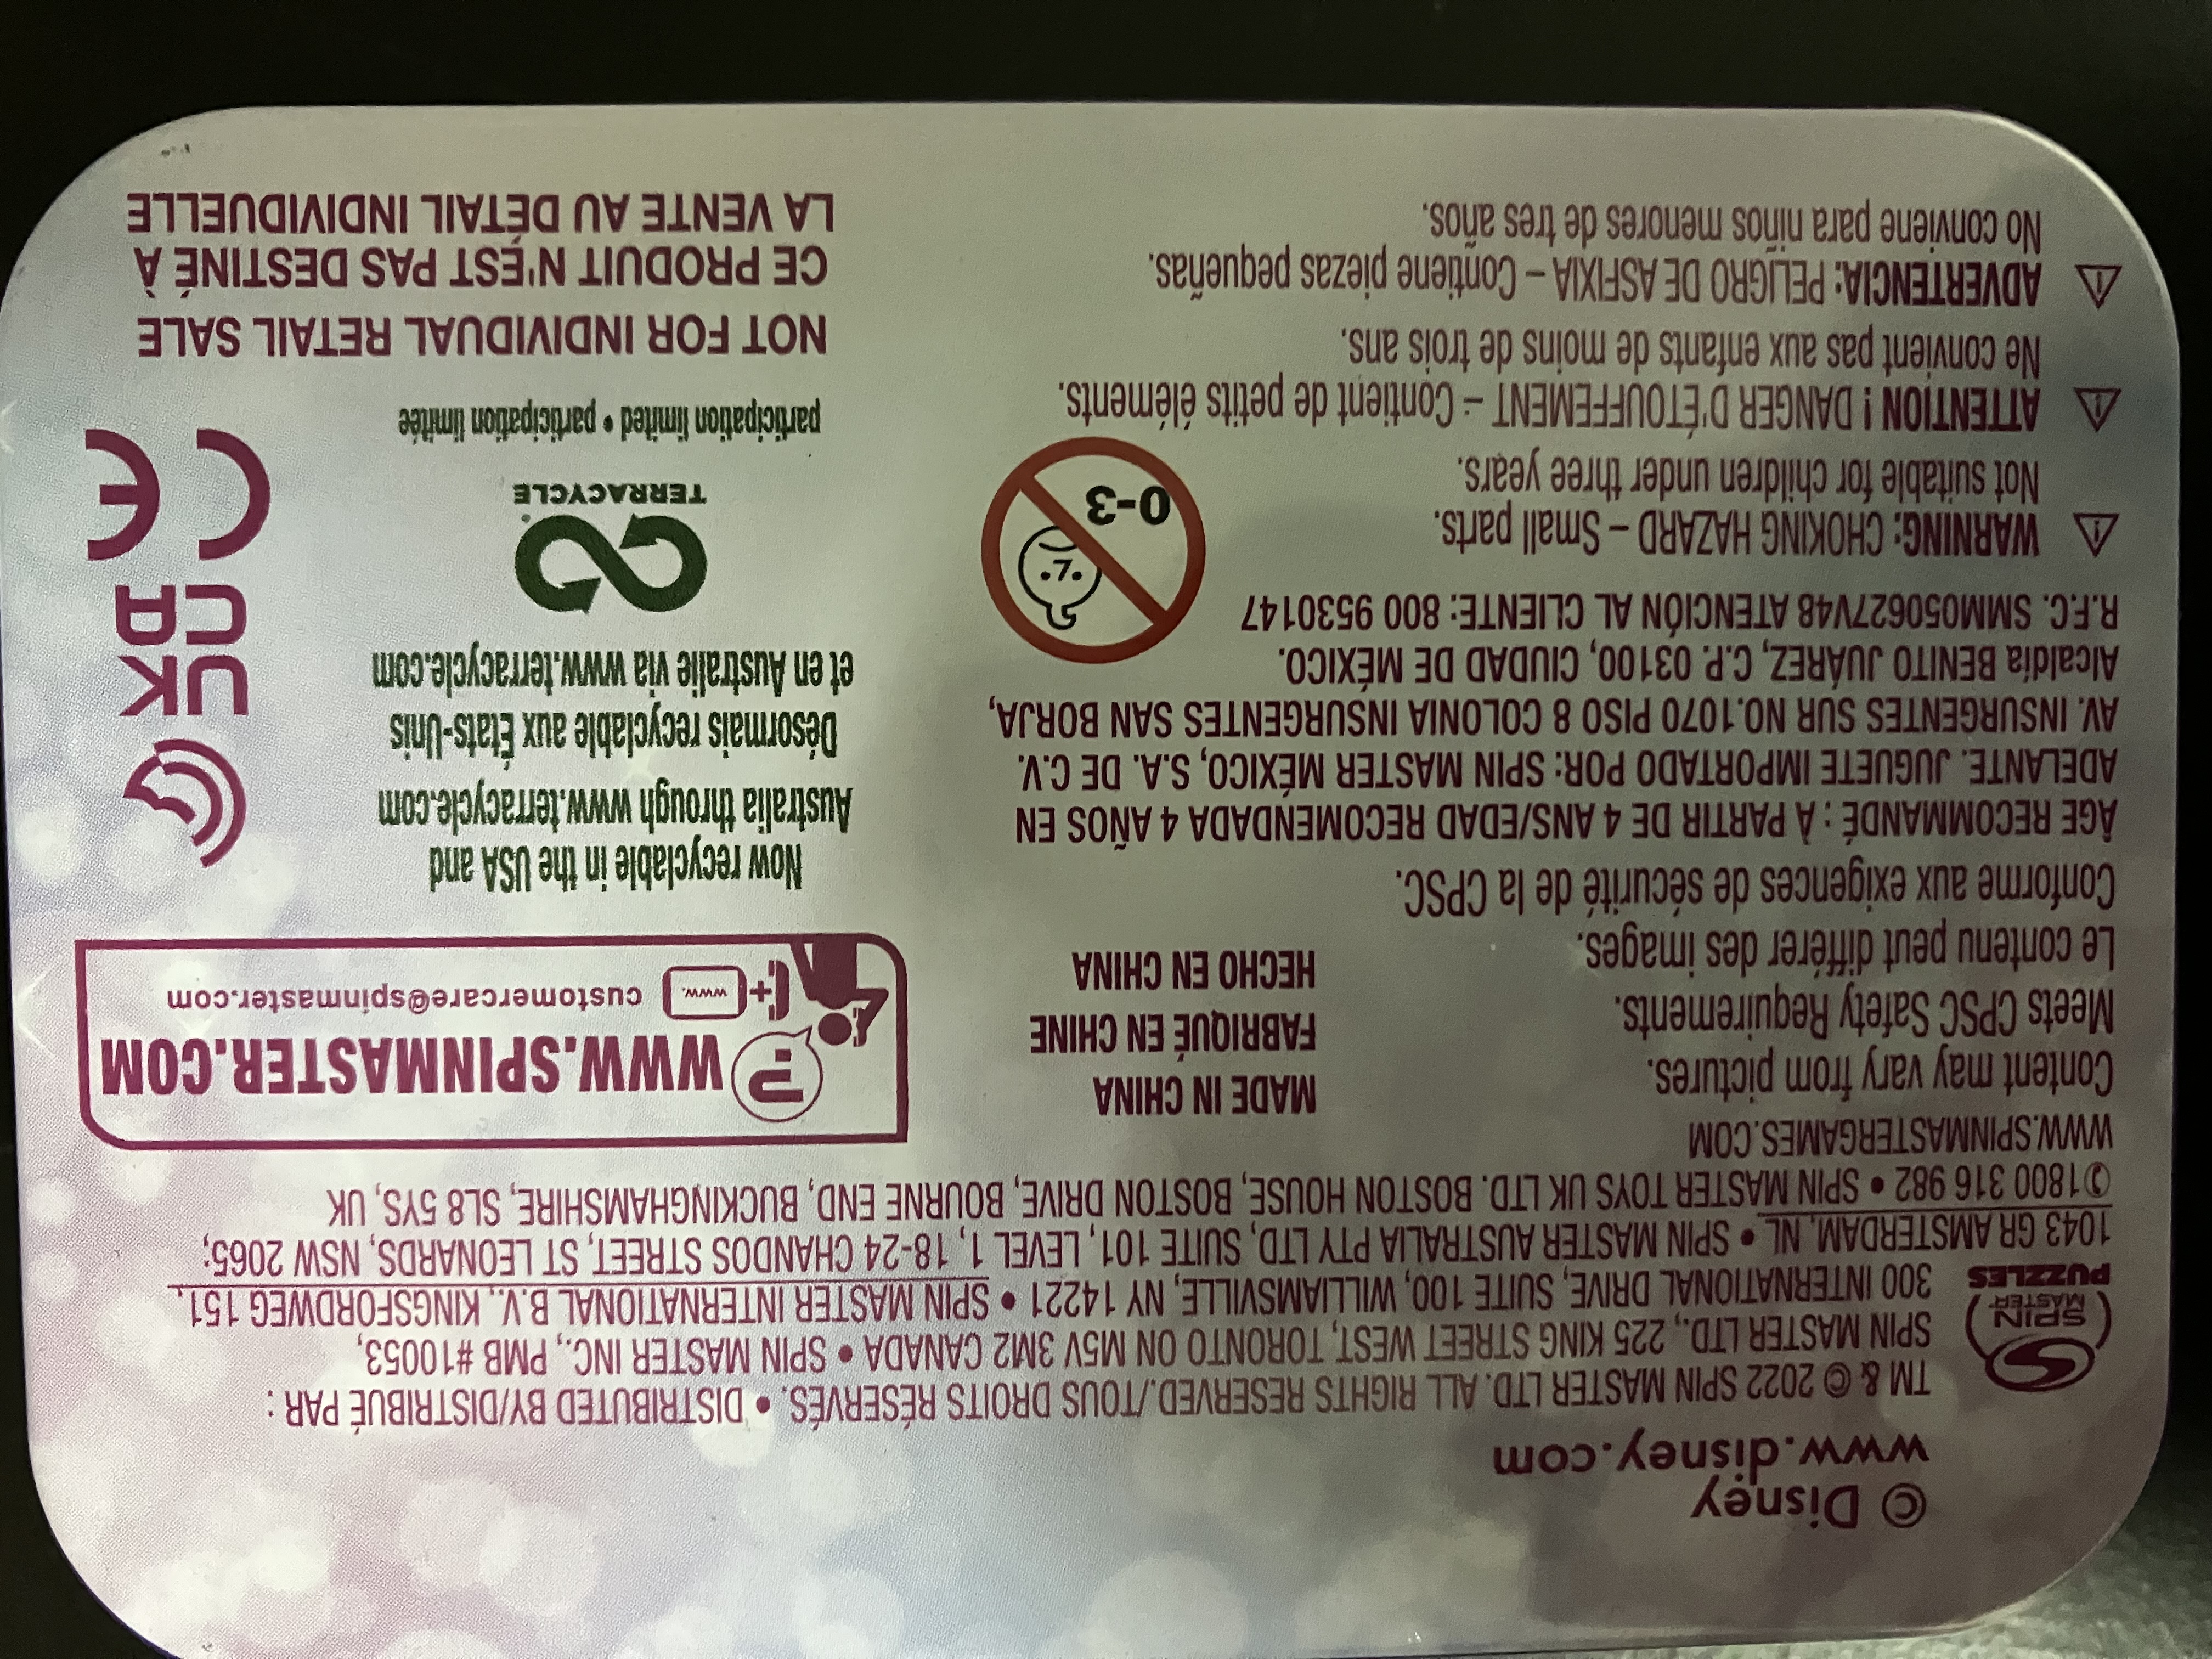 © Disney
www.disney.com
TM & © 2022 SPIN MASTER LTD. ALL RIGHTS RESERVED./TOUS DROITS RÉSERVÉS. • DISTRIBUTED BY/DISTRIBUÉ PAR :
SPIN MASTER LTD., 225 KING STREET WEST, TORONTO ON M5V 3M2 CANADA • SPIN MASTER INC., PMB #10053,
300 INTERNATIONAL DRIVE, SUITE 100, WILLIAMSVILLE, NY 14221 • SPIN MASTER INTERNATIONAL B.V., KINGSFORDWEG 151,
SPIN
MASTER
PUZZLES
1043 GR AMSTERDAM, NL • SPIN MASTER AUSTRALIA PTY LTD, SUITE 101, LEVEL 1, 18-24 CHANDOS STREET, ST LEONARDS, NSW 2065;
✆1800 316 982 • SPIN MASTER TOYS UK LTD. BOSTON HOUSE, BOSTON DRIVE, BOURNE END, BUCKINGHAMSHIRE, SL8 5YS, UK
WWW.SPINMASTERGAMES.COM
Content may vary from pictures.
Meets CPSC Safety Requirements.
Le contenu peut différer des images.
Conforme aux exigences de sécurité de la CPSC.
MADE IN CHINA
FABRIQUÉ EN CHINE
HECHO EN CHINA
ÂGE RECOMMANDÉ : À PARTIR DE 4 ANS/EDAD RECOMENDADA 4 AÑOS EN
ADELANTE. JUGUETE IMPORTADO POR: SPIN MASTER MÉXICO, S.A. DE C.V.
AV. INSURGENTES SUR NO.1070 PISO 8 COLONIA INSURGENTES SAN BORJA,
Alcaldía BENITO JUÁREZ, C.P. 03100, CIUDAD DE MÉXICO.
R.F.C. SMM050627V48 ATENCIÓN AL CLIENTE: 800 9530147
WARNING: CHOKING HAZARD – Small parts.
Not suitable for children under three years.
0-3
ATTENTION ! DANGER D'ÉTOUFFEMENT – Contient de petits éléments.
Ne convient pas aux enfants de moins de trois ans.
ADVERTENCIA: PELIGRO DE ASFIXIA – Contiene piezas pequeñas.
No conviene para niños menores de tres años.
WWW.SPINMASTER.COM
www.
customercare@spinmaster.com
Now recyclable in the USA and
Australia through www.terracycle.com
Désormais recyclable aux États-Unis
et en Australie via www.terracycle.com
TERRACYCLE
participation limited • participation limitée
UK
CA
CE
NOT FOR INDIVIDUAL RETAIL SALE
CE PRODUIT N'EST PAS DESTINÉ À
LA VENTE AU DÉTAIL INDIVIDUELLE